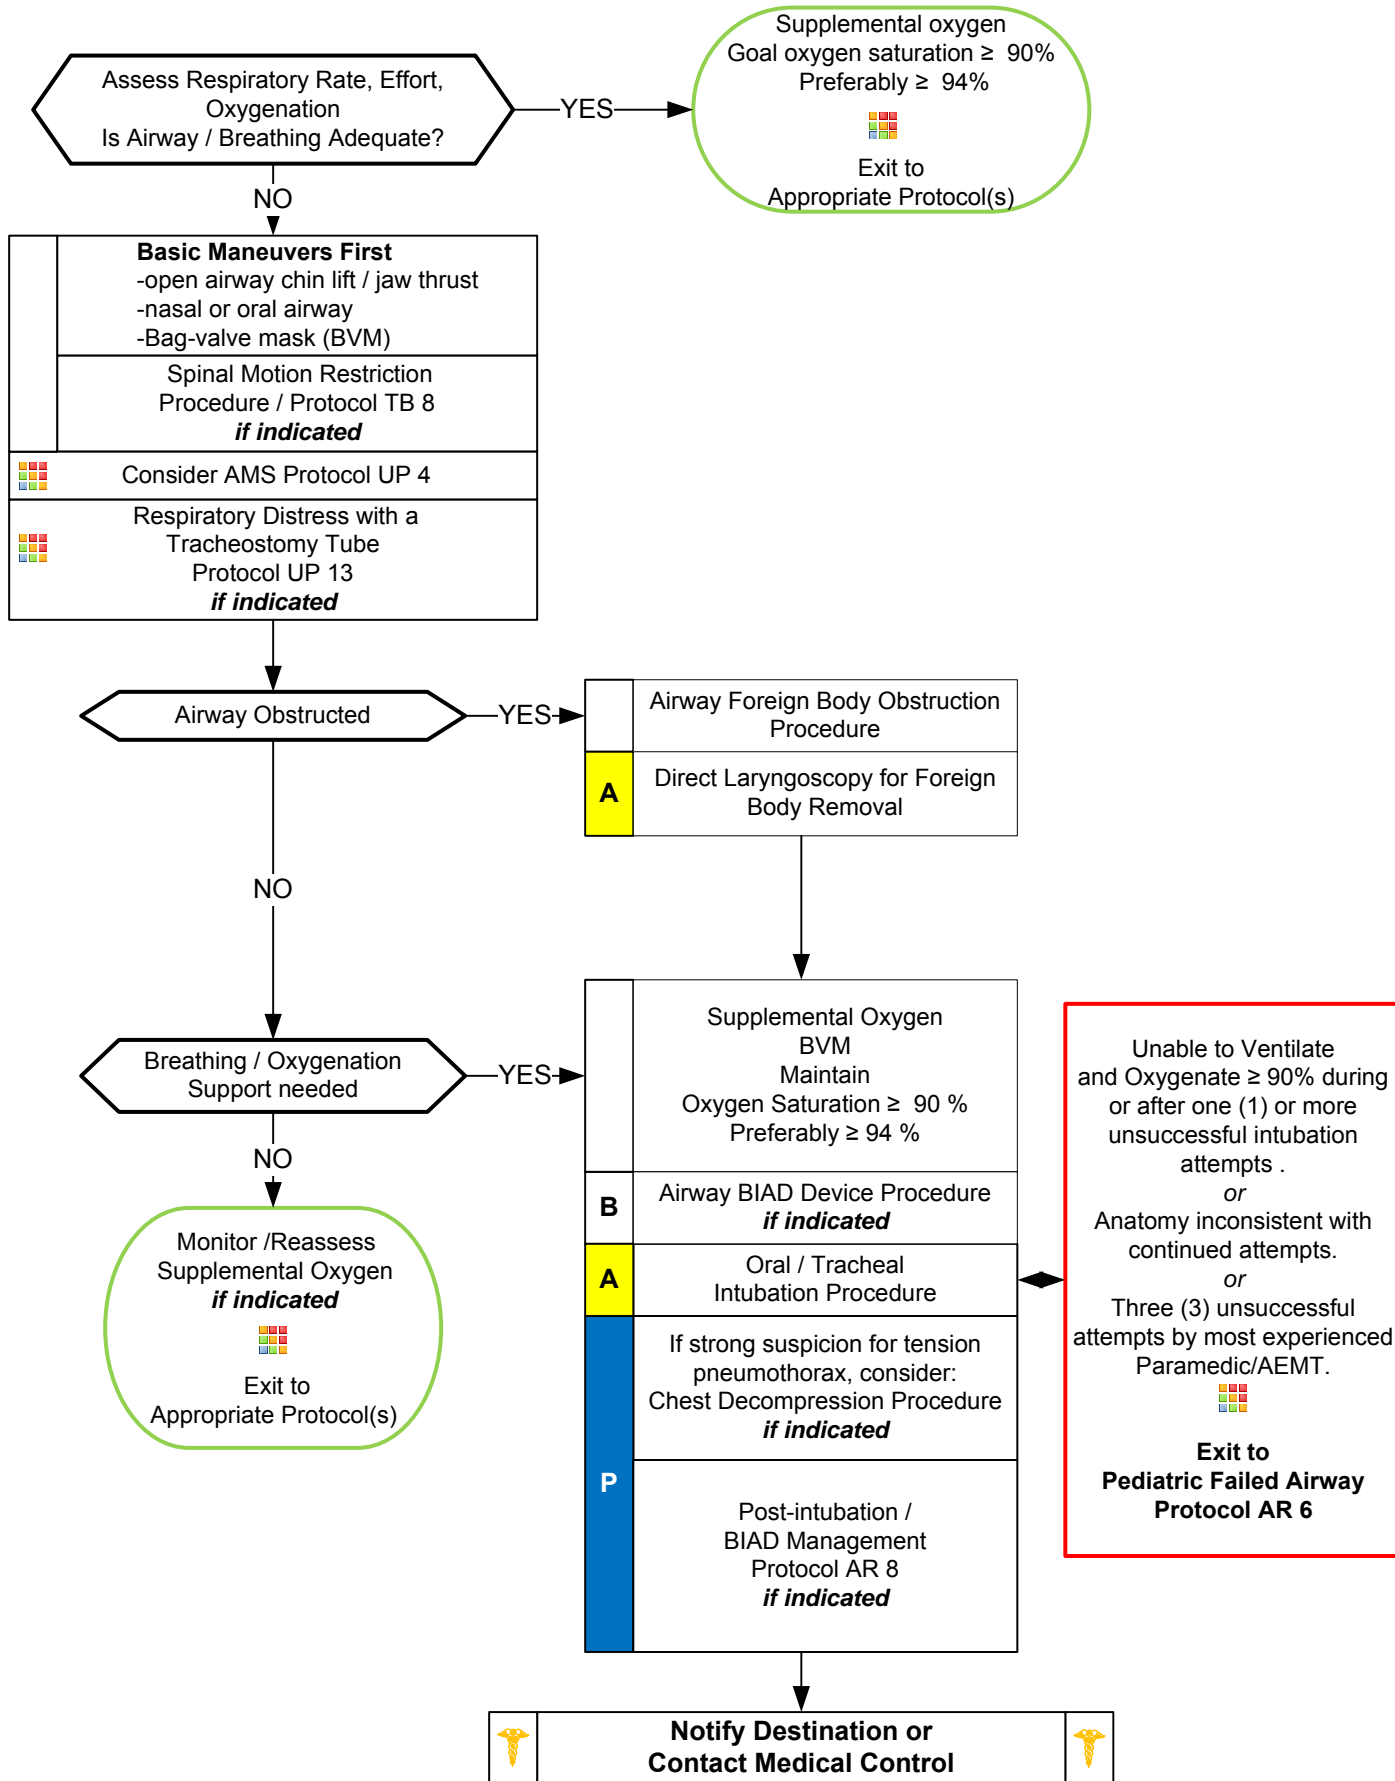 Assess Respiratory Rate, Effort,
Oxygenation
Is Airway / Breathing Adequate?
YES
Supplemental oxygen
Goal oxygen saturation ≥ 90%
Preferably ≥ 94%
Exit to
Appropriate Protocol(s)
NO
Basic Maneuvers First
-open airway chin lift / jaw thrust
-nasal or oral airway
-Bag-valve mask (BVM)
Spinal Motion Restriction
Procedure / Protocol TB 8
if indicated
Consider AMS Protocol UP 4
Respiratory Distress with a
Tracheostomy Tube
Protocol UP 13
if indicated
Airway Obstructed
YES
Airway Foreign Body Obstruction
Procedure
A
Direct Laryngoscopy for Foreign
Body Removal
NO
Breathing / Oxygenation
Support needed
YES
Supplemental Oxygen
BVM
Maintain
Oxygen Saturation ≥ 90 %
Preferably ≥ 94 %
B
Airway BIAD Device Procedure
if indicated
A
Oral / Tracheal
Intubation Procedure
P
If strong suspicion for tension
pneumothorax, consider:
Chest Decompression Procedure
if indicated
Post-intubation /
BIAD Management
Protocol AR 8
if indicated
Unable to Ventilate
and Oxygenate ≥ 90% during
or after one (1) or more
unsuccessful intubation
attempts .
or
Anatomy inconsistent with
continued attempts.
or
Three (3) unsuccessful
attempts by most experienced
Paramedic/AEMT.
Exit to
Pediatric Failed Airway
Protocol AR 6
NO
Monitor /Reassess
Supplemental Oxygen
if indicated
Exit to
Appropriate Protocol(s)
Notify Destination or
Contact Medical Control